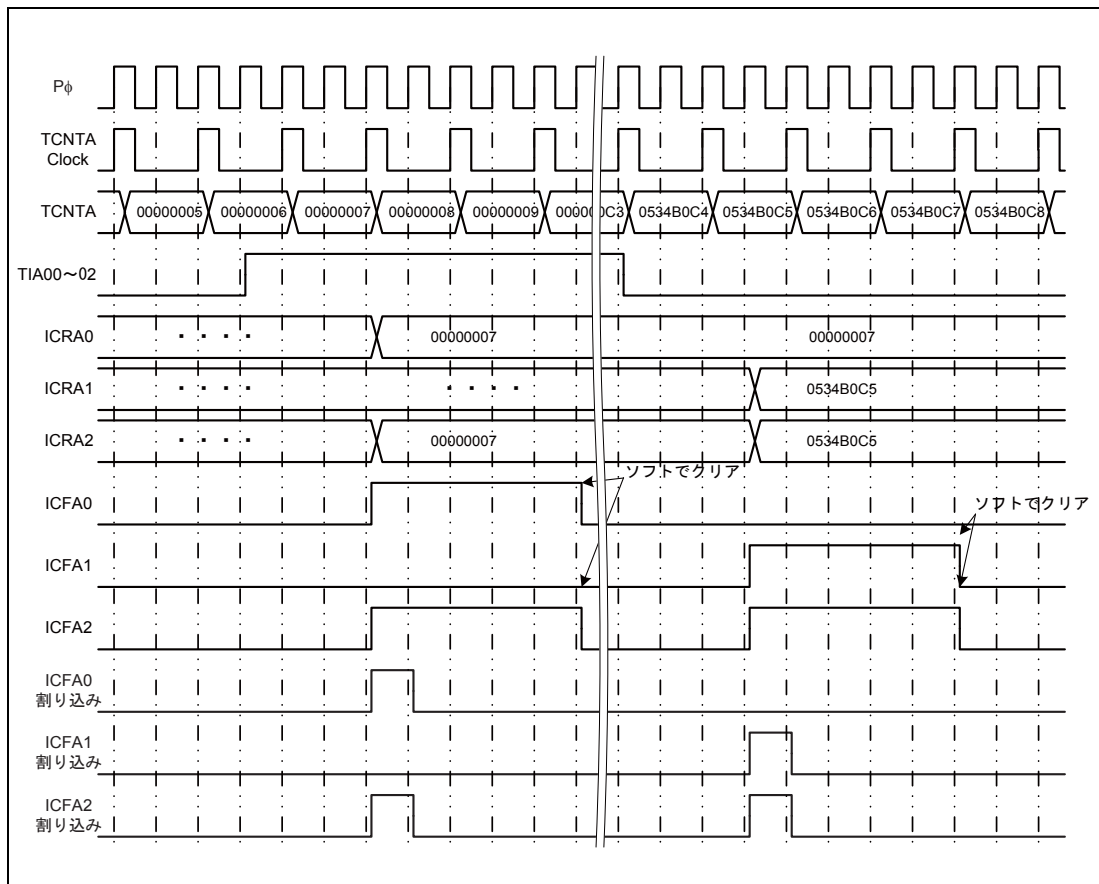 Pφ
TCNTA
Clock
TCNTA
00000005 00000006 00000007 00000008 00000009 000000C3 0534B0C4 0534B0C5 0534B0C6 0534B0C7 0534B0C8
TIA00～02
ICRA0
・・・・ 00000007 00000007
ICRA1
・・・・ ・・・・ 0534B0C5
ICRA2
・・・・ 00000007 0534B0C5
ソフトでクリア
ICFA0
ソフトでクリア
ICFA1
ICFA2
ICFA0
割り込み
ICFA1
割り込み
ICFA2
割り込み